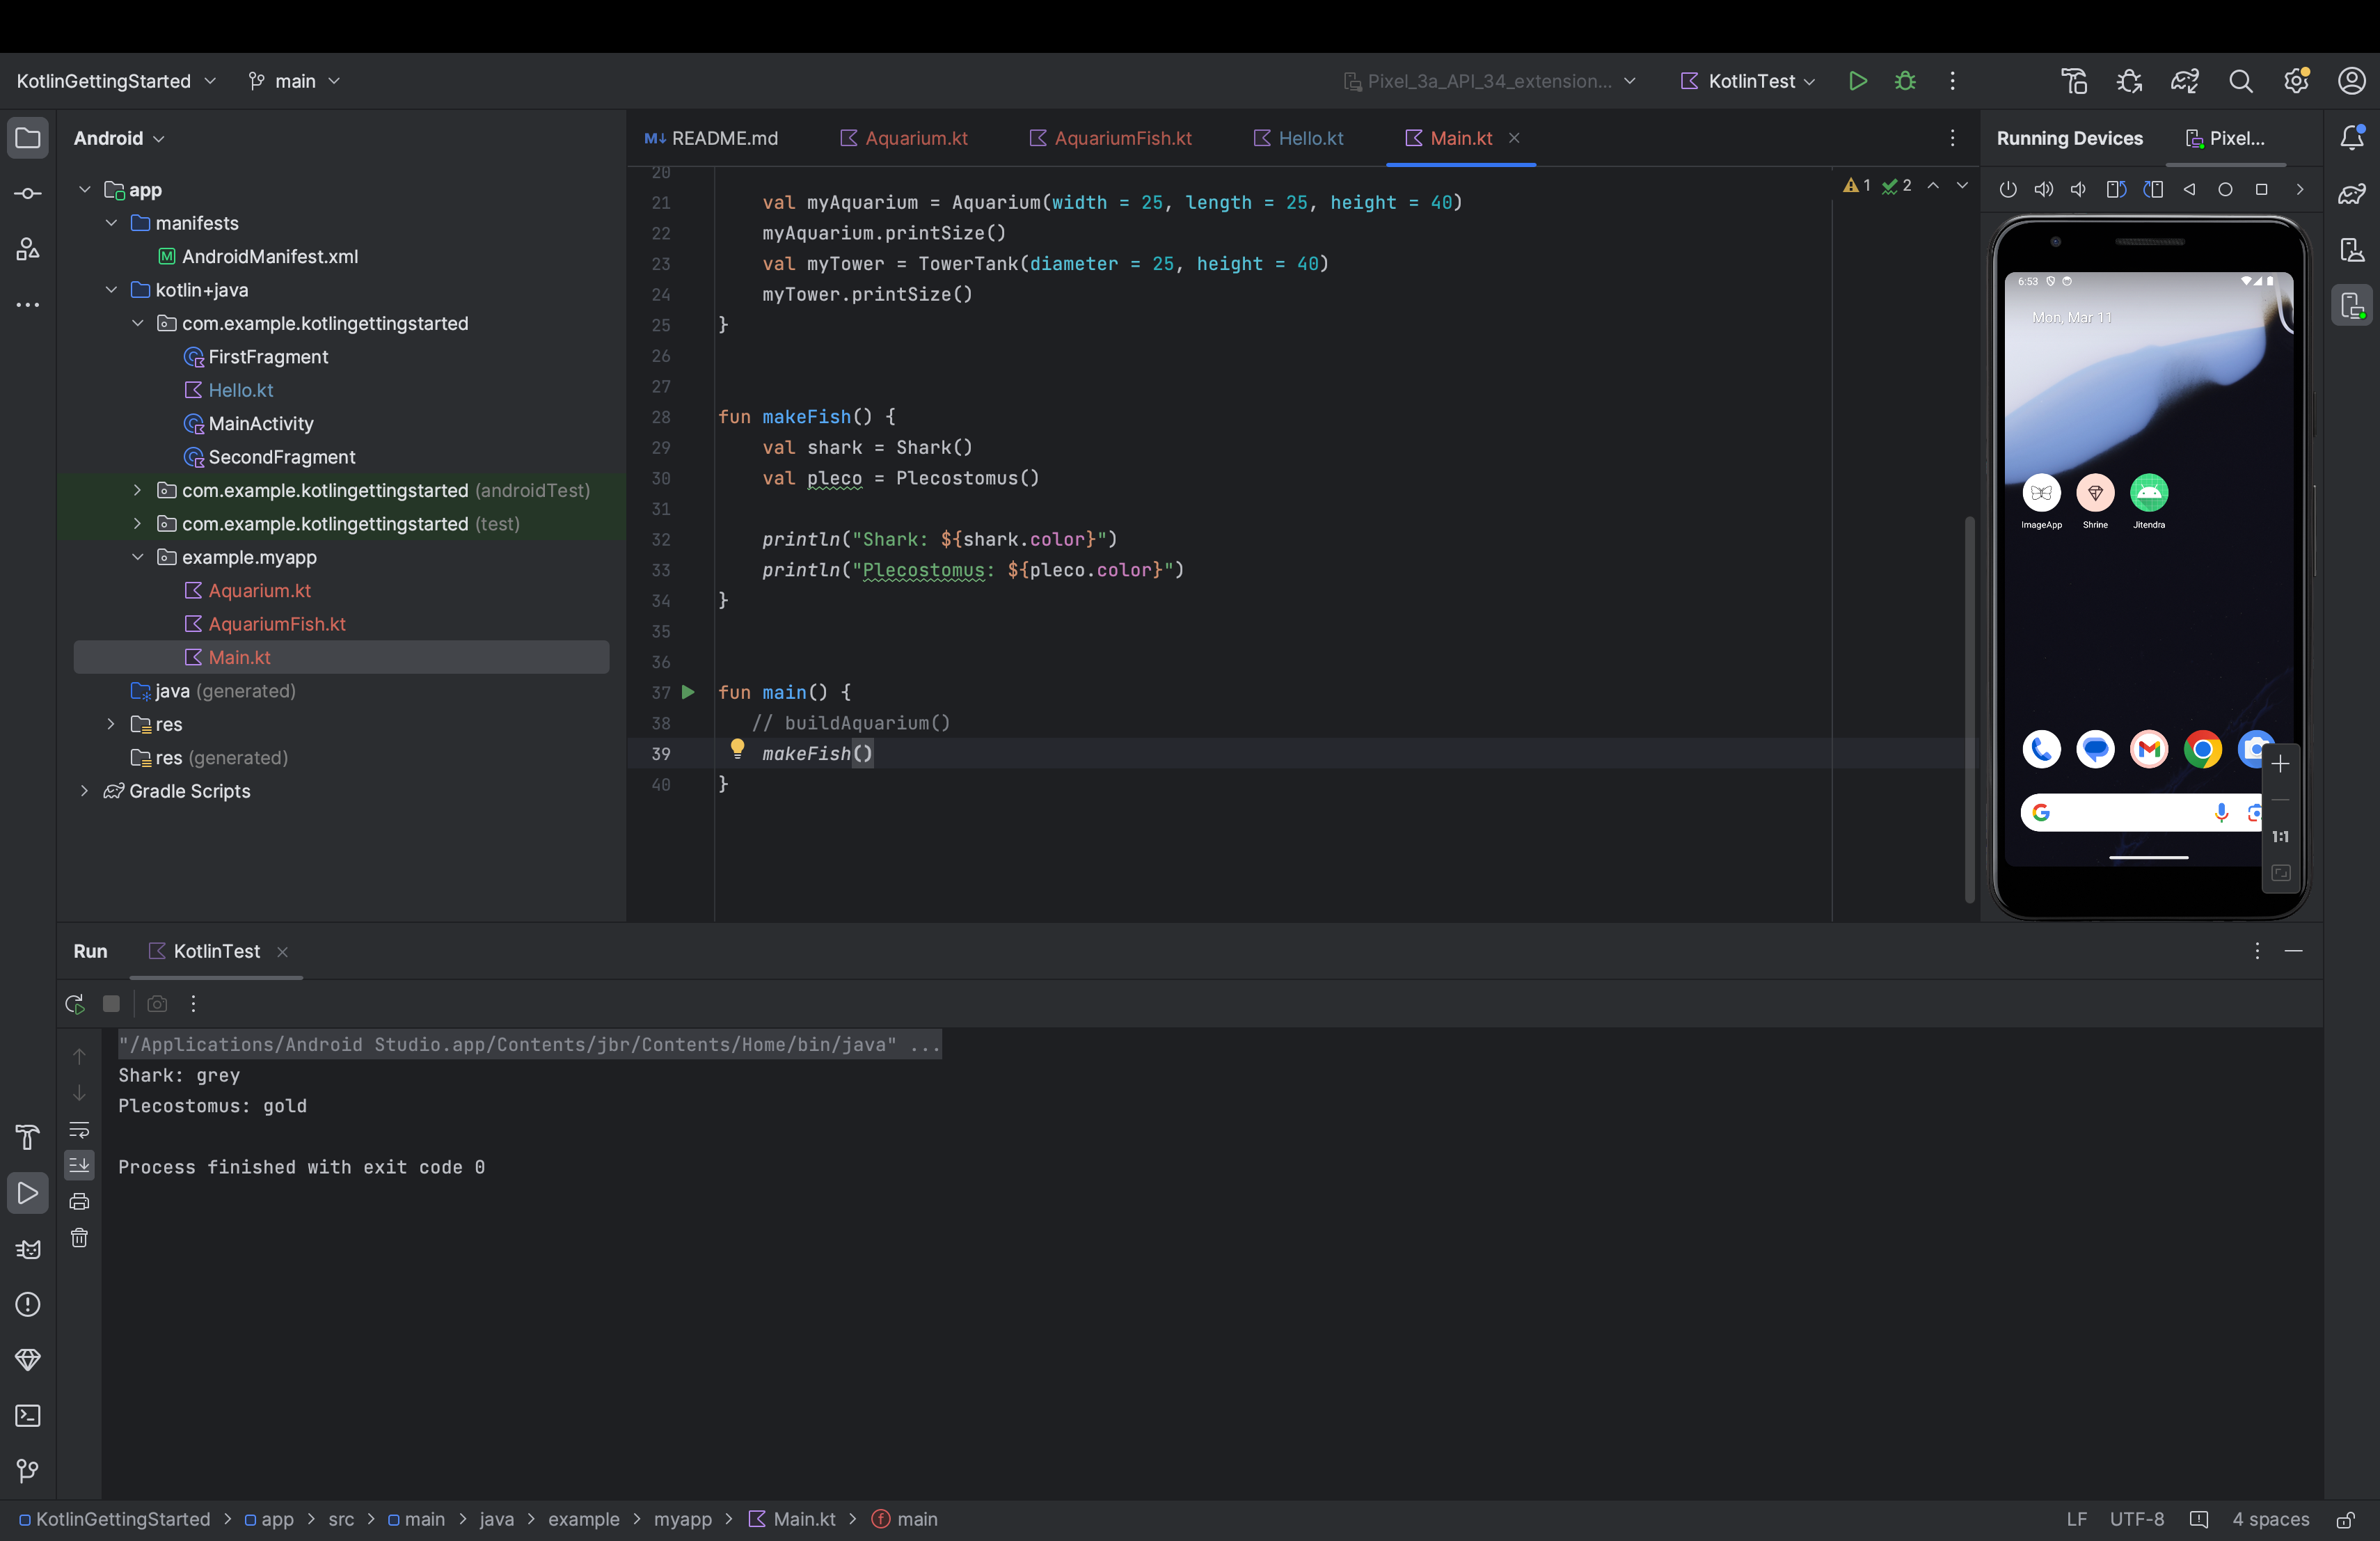 KotlinGettingStarted
main
Pixel_3a_API_34_extension...
KotlinTest
Android
app
manifests
AndroidManifest.xml
kotlin+java
com.example.kotlingettingstarted
FirstFragment
Hello.kt
MainActivity
SecondFragment
com.example.kotlingettingstarted (androidTest)
com.example.kotlingettingstarted (test)
example.myapp
Aquarium.kt
AquariumFish.kt
Main.kt
java (generated)
res
res (generated)
Gradle Scripts
M↓ README.md
Aquarium.kt
AquariumFish.kt
Hello.kt
Main.kt
1 2
20
21 val myAquarium = Aquarium(width = 25, length = 25, height = 40)
22 myAquarium.printSize()
23 val myTower = TowerTank(diameter = 25, height = 40)
24 myTower.printSize()
25 }
26
27
28 fun makeFish() {
29 val shark = Shark()
30 val pleco = Plecostomus()
31
32 println("Shark: ${shark.color}")
33 println("Plecostomus: ${pleco.color}")
34 }
35
36
37 fun main() {
38 // buildAquarium()
39 makeFish()
40 }
Running Devices
Pixel...
6:53
Mon, Mar 11
ImageApp
Shrine
Jitendra
1:1
Run
KotlinTest
"/Applications/Android Studio.app/Contents/jbr/Contents/Home/bin/java" ...
Shark: grey
Plecostomus: gold
Process finished with exit code 0
KotlinGettingStarted > app > src > main > java > example > myapp > Main.kt > main
LF
UTF-8
4 spaces